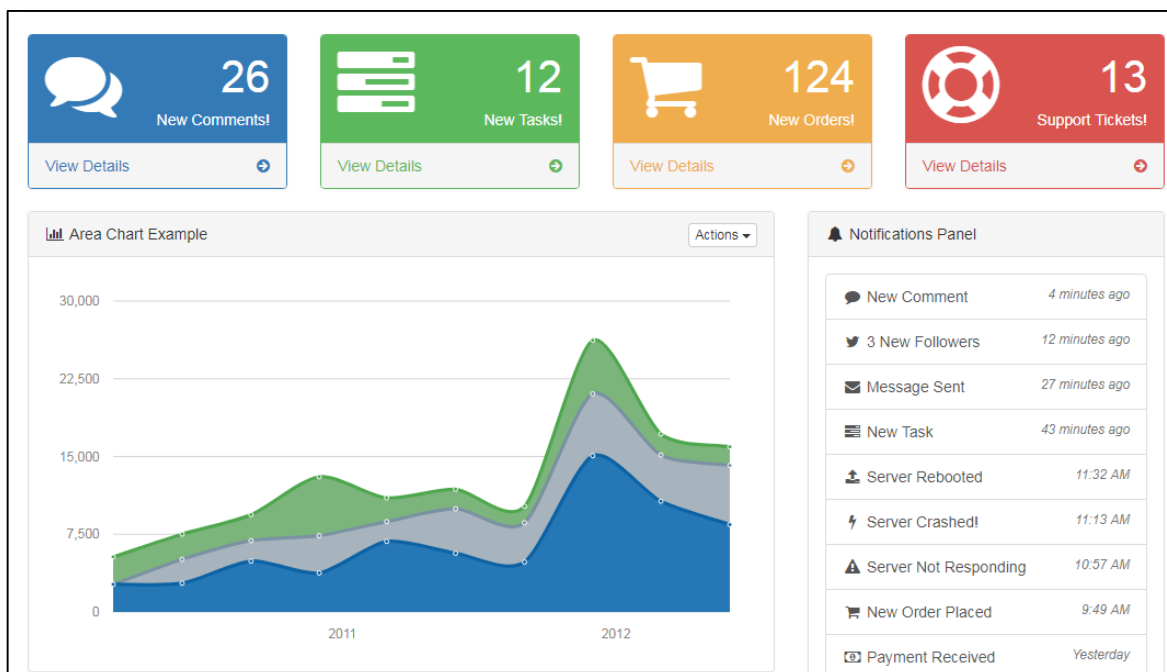 26
New Comments!
View Details
12
New Tasks!
View Details
124
New Orders!
View Details
13
Support Tickets!
View Details
Area Chart Example
Actions
30,000
22,500
15,000
7,500
0
2011
2012
Notifications Panel
New Comment 4 minutes ago
3 New Followers 12 minutes ago
Message Sent 27 minutes ago
New Task 43 minutes ago
Server Rebooted 11:32 AM
Server Crashed! 11:13 AM
Server Not Responding 10:57 AM
New Order Placed 9:49 AM
Payment Received Yesterday